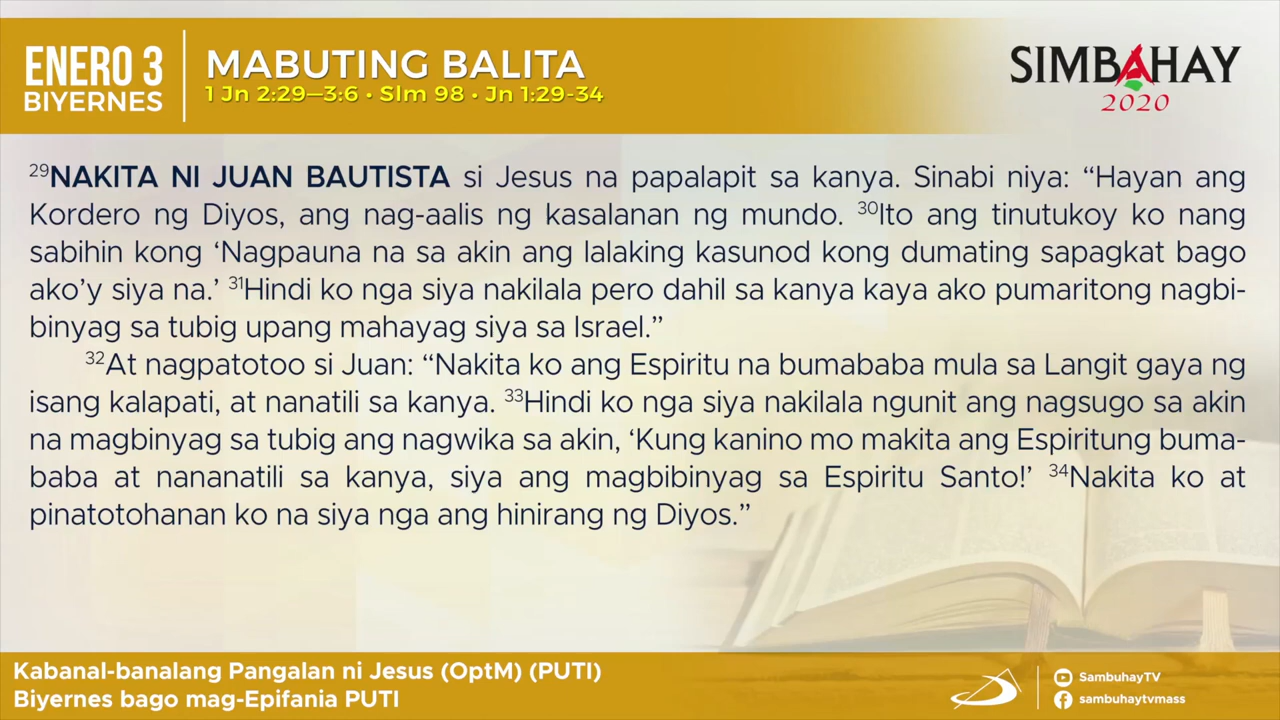 ENERO 3
BIYERNES
MABUTING BALITA
1 Jn 2:29—3:6 • Slm 98 • Jn 1:29-34
SIMBAHAY
2020
29NAKITA NI JUAN BAUTISTA si Jesus na papalapit sa kanya. Sinabi niya: “Hayan ang
Kordero ng Diyos, ang nag-aalis ng kasalanan ng mundo. 30Ito ang tinutukoy ko nang
sabihin kong ‘Nagpauna na sa akin ang lalaking kasunod kong dumating sapagkat bago
ako’y siya na.’ 31Hindi ko nga siya nakilala pero dahil sa kanya kaya ako pumaritong nagbi-
binyag sa tubig upang mahayag siya sa Israel.”
32At nagpatotoo si Juan: “Nakita ko ang Espiritu na bumababa mula sa Langit gaya ng
isang kalapati, at nanatili sa kanya. 33Hindi ko nga siya nakilala ngunit ang nagsugo sa akin
na magbinyag sa tubig ang nagwika sa akin, ‘Kung kanino mo makita ang Espiritung buma-
baba at nananatili sa kanya, siya ang magbibinyag sa Espiritu Santo!’ 34Nakita ko at
pinatotohanan ko na siya nga ang hinirang ng Diyos.”
Kabanal-banalang Pangalan ni Jesus (OptM) (PUTI)
Biyernes bago mag-Epifania PUTI
SambuhayTV
sambuhaytvmass